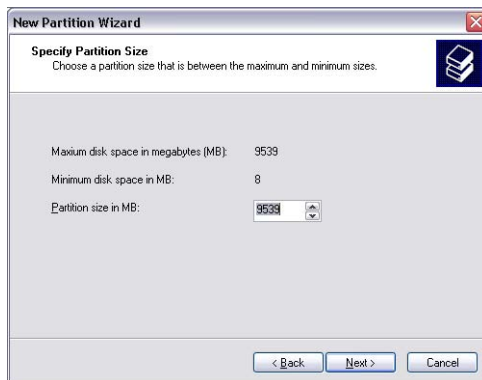 New Partition Wizard
Specify Partition Size
Choose a partition size that is between the maximum and minimum sizes.
Maxium disk space in megabytes (MB): 9539
Minimum disk space in MB: 8
Partition size in MB: 9539
< Back Next > Cancel